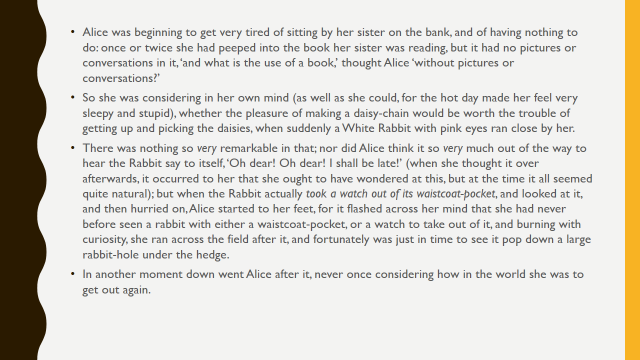 • Alice was beginning to get very tired of sitting by her sister on the bank, and of having nothing to
do: once or twice she had peeped into the book her sister was reading, but it had no pictures or
conversations in it, ‘and what is the use of a book,’ thought Alice ‘without pictures or
conversations?’
• So she was considering in her own mind (as well as she could, for the hot day made her feel very
sleepy and stupid), whether the pleasure of making a daisy-chain would be worth the trouble of
getting up and picking the daisies, when suddenly a White Rabbit with pink eyes ran close by her.
• There was nothing so very remarkable in that; nor did Alice think it so very much out of the way to
hear the Rabbit say to itself, ‘Oh dear! Oh dear! I shall be late!’ (when she thought it over
afterwards, it occurred to her that she ought to have wondered at this, but at the time it all seemed
quite natural); but when the Rabbit actually took a watch out of its waistcoat-pocket, and looked at it,
and then hurried on, Alice started to her feet, for it flashed across her mind that she had never
before seen a rabbit with either a waistcoat-pocket, or a watch to take out of it, and burning with
curiosity, she ran across the field after it, and fortunately was just in time to see it pop down a large
rabbit-hole under the hedge.
• In another moment down went Alice after it, never once considering how in the world she was to
get out again.